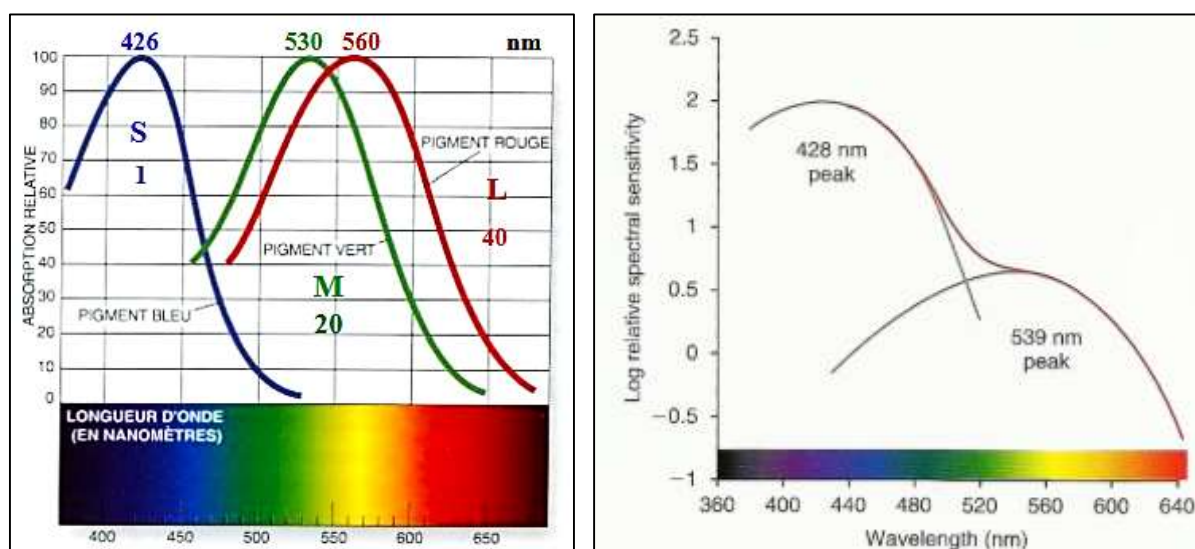 426 530 560 nm
100
90
80
70
60
50
40
30
20
10
0
ABSORPTION RELATIVE
S
1
PIGMENT ROUGE
L
40
PIGMENT VERT
M
20
PIGMENT BLEU
LONGUEUR D'ONDE
(EN NANOMÈTRES)
400 450 500 550 600 650
2.5
2
1.5
1
0.5
0
−0.5
−1
Log relative spectral sensitivity
428 nm
peak
539 nm
peak
360 400 440 480 520 560 600 640
Wavelength (nm)